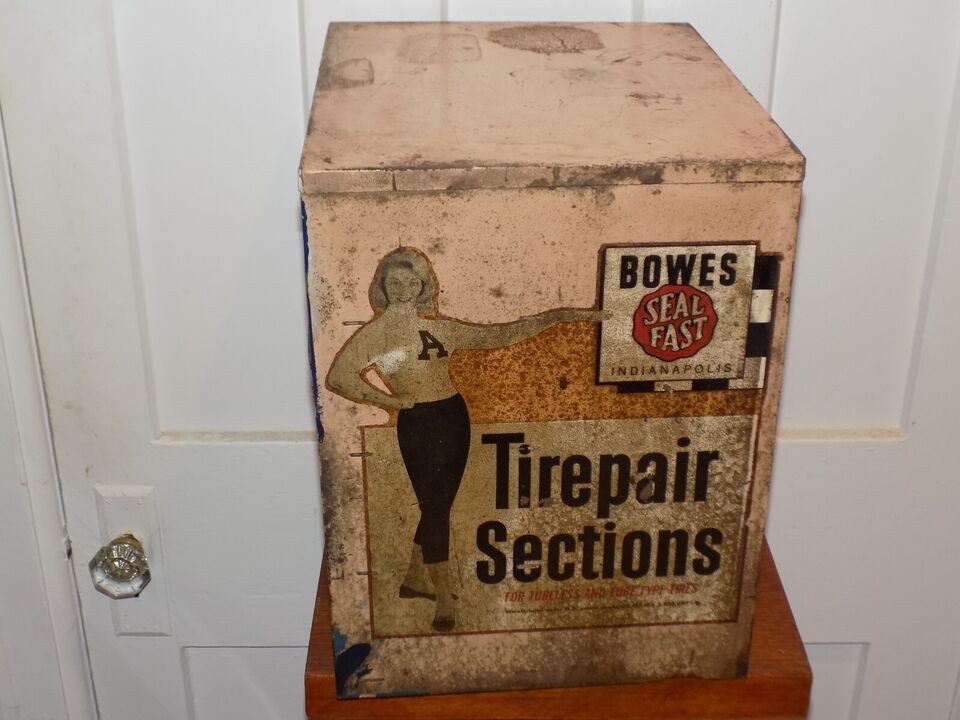 BOWES
SEAL
FAST
INDIANAPOLIS
A
Tirepair
Sections
FOR TUBELESS AND TUBE TYPE TIRES